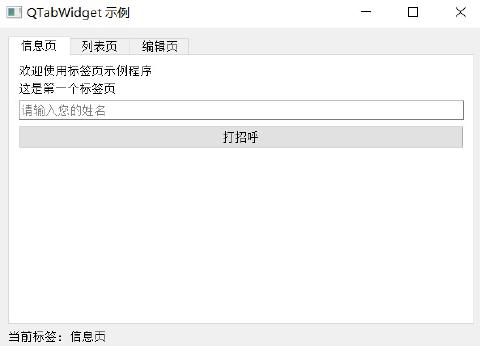 QTabWidget 示例
信息页 列表页 编辑页
欢迎使用标签页示例程序
这是第一个标签页
请输入您的姓名
打招呼
当前标签：信息页